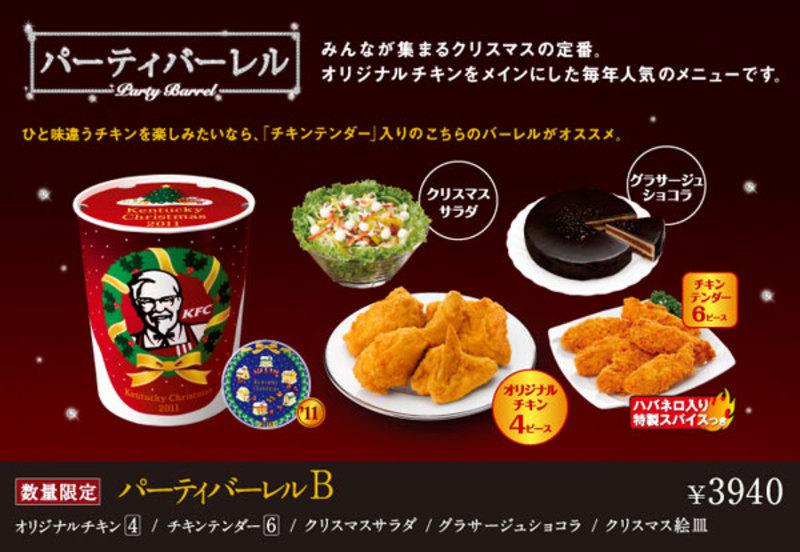 パーティバーレル
Party Barrel
みんなが集まるクリスマスの定番。
オリジナルチキンをメインにした毎年人気のメニューです。
ひと味違うチキンを楽しみたいなら、「チキンテンダー」入りのこちらのバーレルがオススメ。
Kentucky
Christmas
2011
KFC
Kentucky Christmas
2011
Kentucky
Christmas
'11
クリスマス
サラダ
グラサージュ
ショコラ
オリジナル
チキン
4ピース
チキン
テンダー
6ピース
ハバネロ入り
特製スパイスつき
数量限定 パーティバーレルB ¥3940
オリジナルチキン4 / チキンテンダー6 / クリスマスサラダ / グラサージュショコラ / クリスマス絵皿